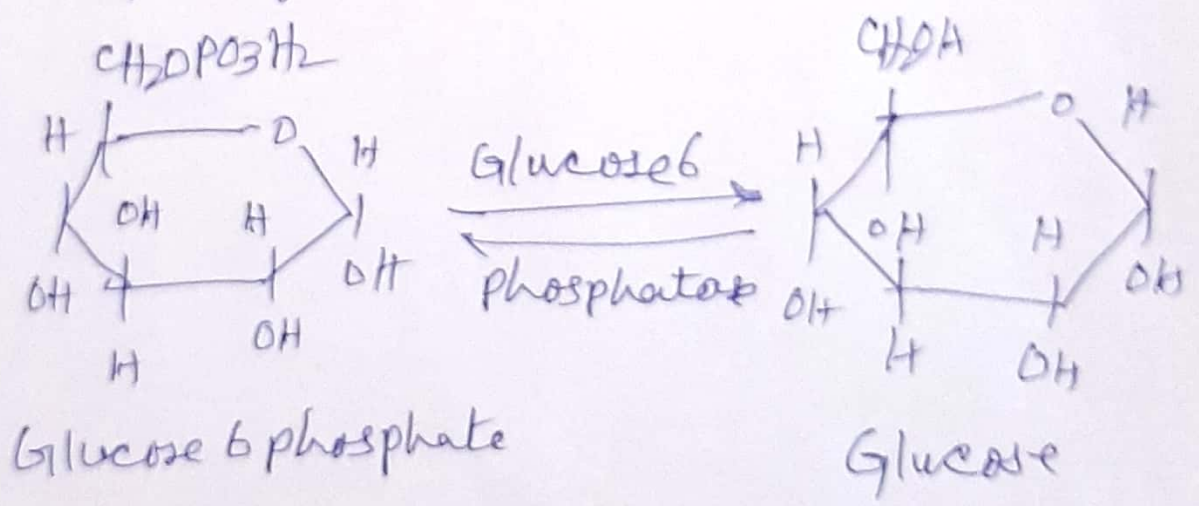 CH2OPO3H2
H O H
OH H
OH OH
OH
H
Glucose 6 phosphate
Glucose6
phosphatase
CH2OH
O H
H
OH H
OH OH
H OH
Glucose